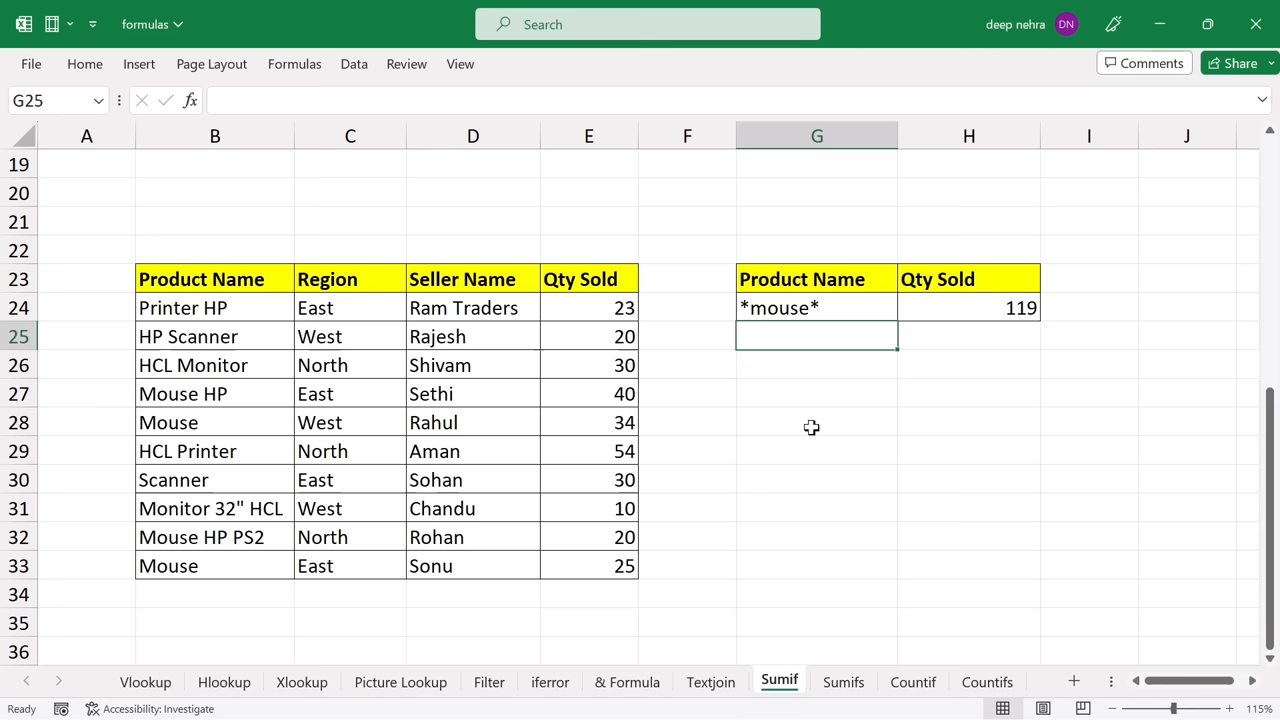 formulas
Search
deep nehra DN
File Home Insert Page Layout Formulas Data Review View Comments Share
G25 fx
A B C D E F G H I J
19
20
21
22
23 Product Name Region Seller Name Qty Sold Product Name Qty Sold
24 Printer HP East Ram Traders 23 *mouse* 119
25 HP Scanner West Rajesh 20
26 HCL Monitor North Shivam 30
27 Mouse HP East Sethi 40
28 Mouse West Rahul 34
29 HCL Printer North Aman 54
30 Scanner East Sohan 30
31 Monitor 32" HCL West Chandu 10
32 Mouse HP PS2 North Rohan 20
33 Mouse East Sonu 25
34
35
36
Vlookup Hlookup Xlookup Picture Lookup Filter iferror & Formula Textjoin Sumif Sumifs Countif Countifs
Ready Accessibility: Investigate 115%